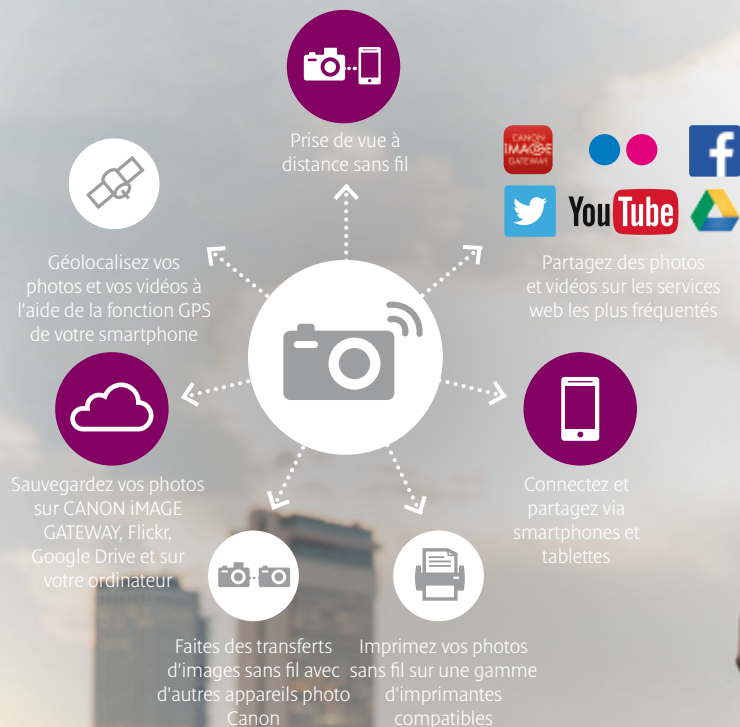 Prise de vue à
distance sans fil
CANON
iMAGE
GATEWAY
f
You Tube
Partagez des photos
et vidéos sur les services
web les plus fréquentés
Géolocalisez vos
photos et vos vidéos à
l'aide de la fonction GPS
de votre smartphone
Connectez et
partagez via
smartphones et
tablettes
Sauvegardez vos photos
sur CANON iMAGE
GATEWAY, Flickr,
Google Drive et sur
votre ordinateur
Faites des transferts
d'images sans fil avec
d'autres appareils photo
Canon
Imprimez vos photos
sans fil sur une gamme
d'imprimantes
compatibles